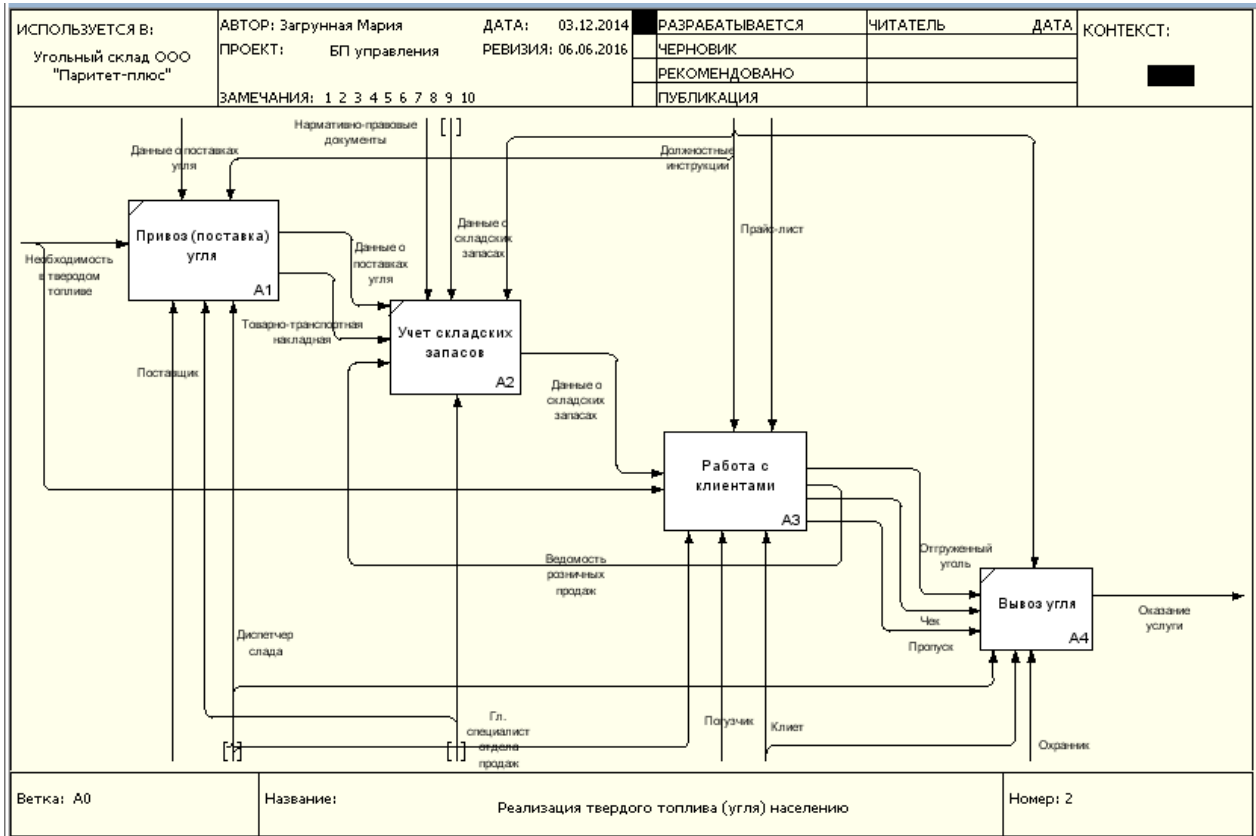 ИСПОЛЬЗУЕТСЯ В:
Угольный склад ООО
"Паритет-плюс"
АВТОР: Загрунная Мария
ДАТА: 03.12.2014
ПРОЕКТ: БП управления
РЕВИЗИЯ: 06.06.2016
ЗАМЕЧАНИЯ: 1 2 3 4 5 6 7 8 9 10
РАЗРАБАТЫВАЕТСЯ
ЧЕРНОВИК
РЕКОМЕНДОВАНО
ПУБЛИКАЦИЯ
ЧИТАТЕЛЬ
ДАТА
КОНТЕКСТ:
Данные о поставках
угля
Нормативно-правовые
документы
[ ]
Должностные
инструкции
Прайс-лист
Данные о
складских
запасах
Необходимость
в твердом
топливе
Привоз (поставка)
угля
A1
Данные о
поставках
угля
Товарно-транспортная
накладная
Учет складских
запасов
A2
Поставщик
Данные о
складских
запасах
Работа с
клиентами
A3
Ведомость
розничных
продаж
Отгруженный
уголь
Чек
Пропуск
Вывоз угля
A4
Оказание
услуги
Диспетчер
слада
[ ]
[ ]
Гл.
специалист
отдела
продаж
Погузчик
Клиет
Охранник
Ветка: A0
Название:
Реализация твердого топлива (угля) населению
Номер: 2